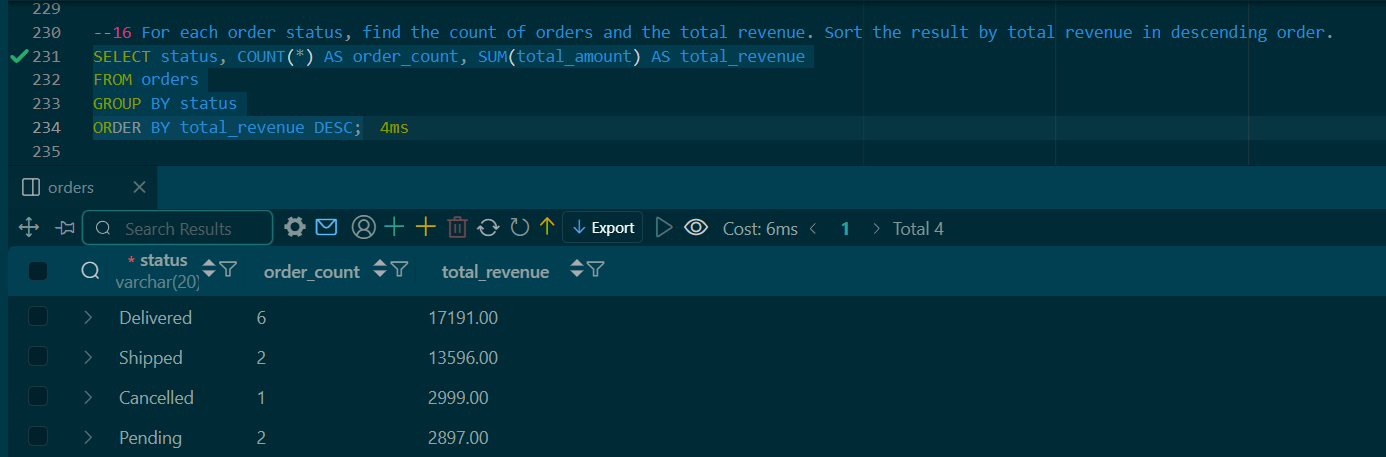 229
230 --16 For each order status, find the count of orders and the total revenue. Sort the result by total revenue in descending order.
231 SELECT status, COUNT(*) AS order_count, SUM(total_amount) AS total_revenue
232 FROM orders
233 GROUP BY status
234 ORDER BY total_revenue DESC; 4ms
235
orders
Search Results Export Cost: 6ms 1 Total 4
* status order_count total_revenue
varchar(20)
Delivered 6 17191.00
Shipped 2 13596.00
Cancelled 1 2999.00
Pending 2 2897.00